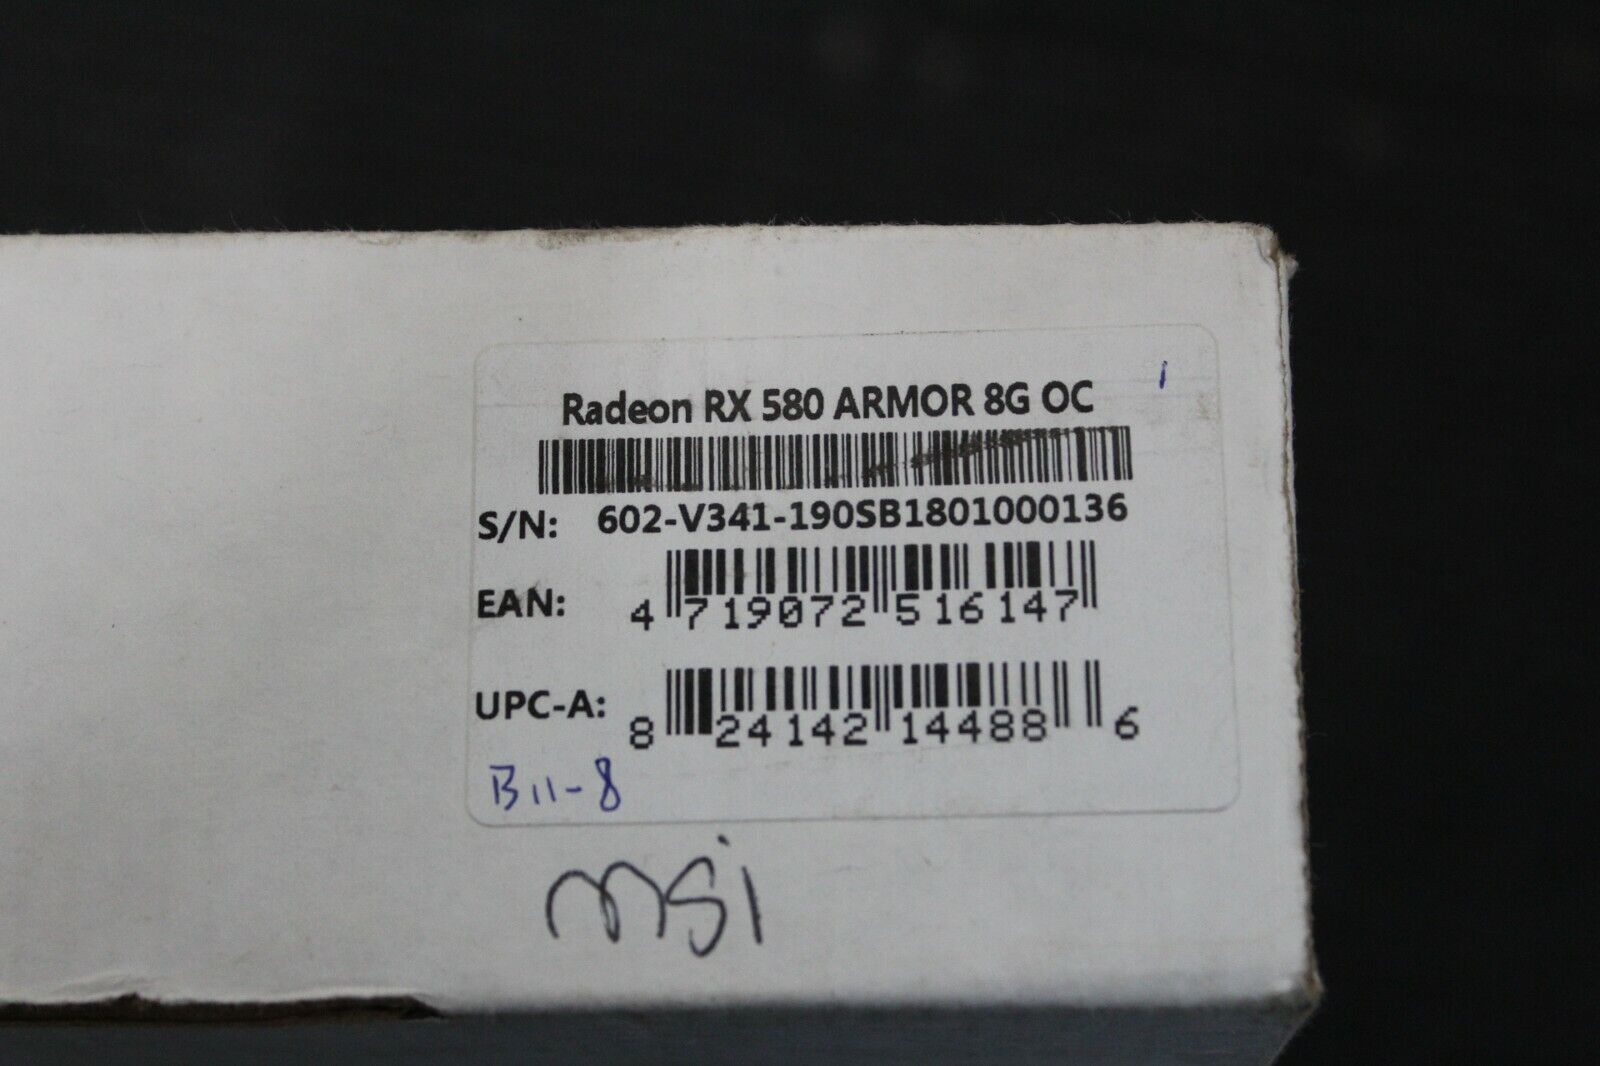 Radeon RX 580 ARMOR 8G OC
S/N: 602-V341-190SB1801000136
EAN: 4 719072 516147
UPC-A: 8 24142 14488 6
B11-8
msi